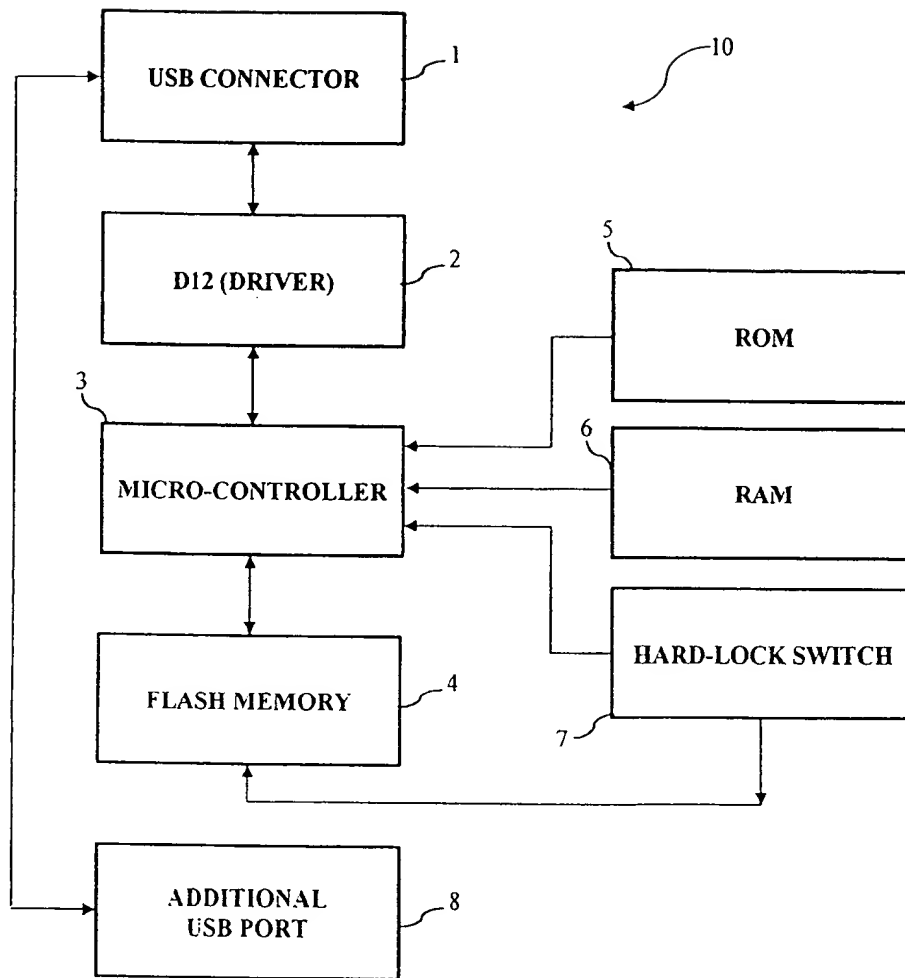 USB CONNECTOR
1
10
D12 (DRIVER)
2
5
ROM
3
MICRO-CONTROLLER
6
RAM
FLASH MEMORY
4
HARD-LOCK SWITCH
7
ADDITIONAL
USB PORT
8